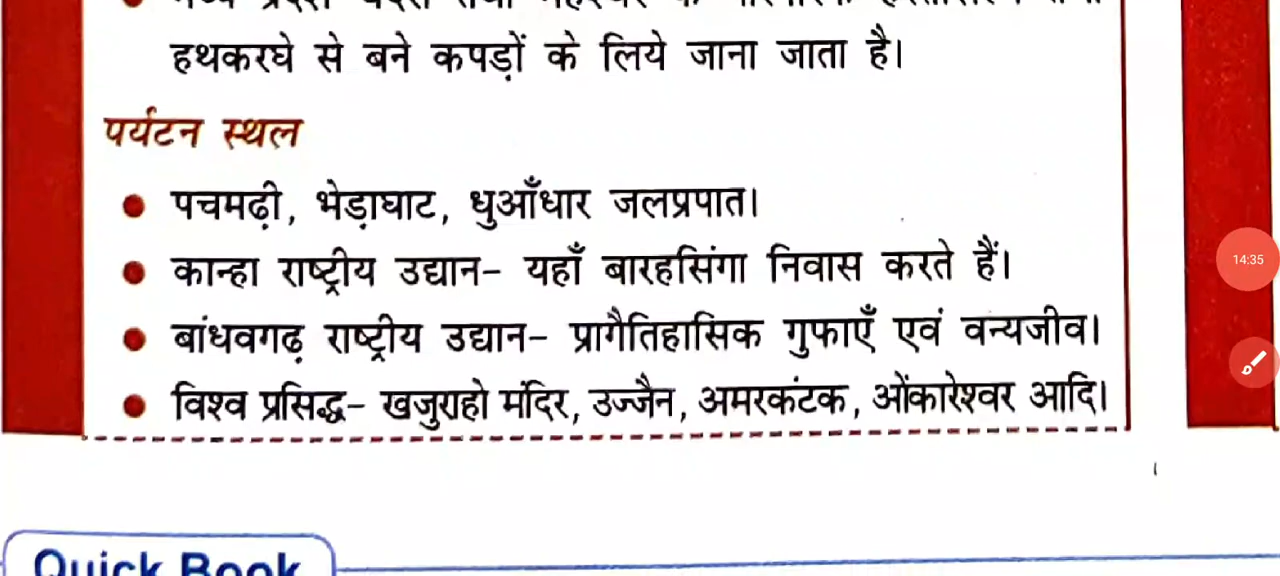 हथकरघे से बने कपड़ों के लिये जाना जाता है।
पर्यटन स्थल
• पचमढ़ी, भेड़ाघाट, धुआँधार जलप्रपात।
• कान्हा राष्ट्रीय उद्यान- यहाँ बारहसिंगा निवास करते हैं।
• बांधवगढ़ राष्ट्रीय उद्यान- प्रागैतिहासिक गुफाएँ एवं वन्यजीव।
• विश्व प्रसिद्ध- खजुराहो मंदिर, उज्जैन, अमरकंटक, ओंकारेश्वर आदि।
14:35
Quick Book